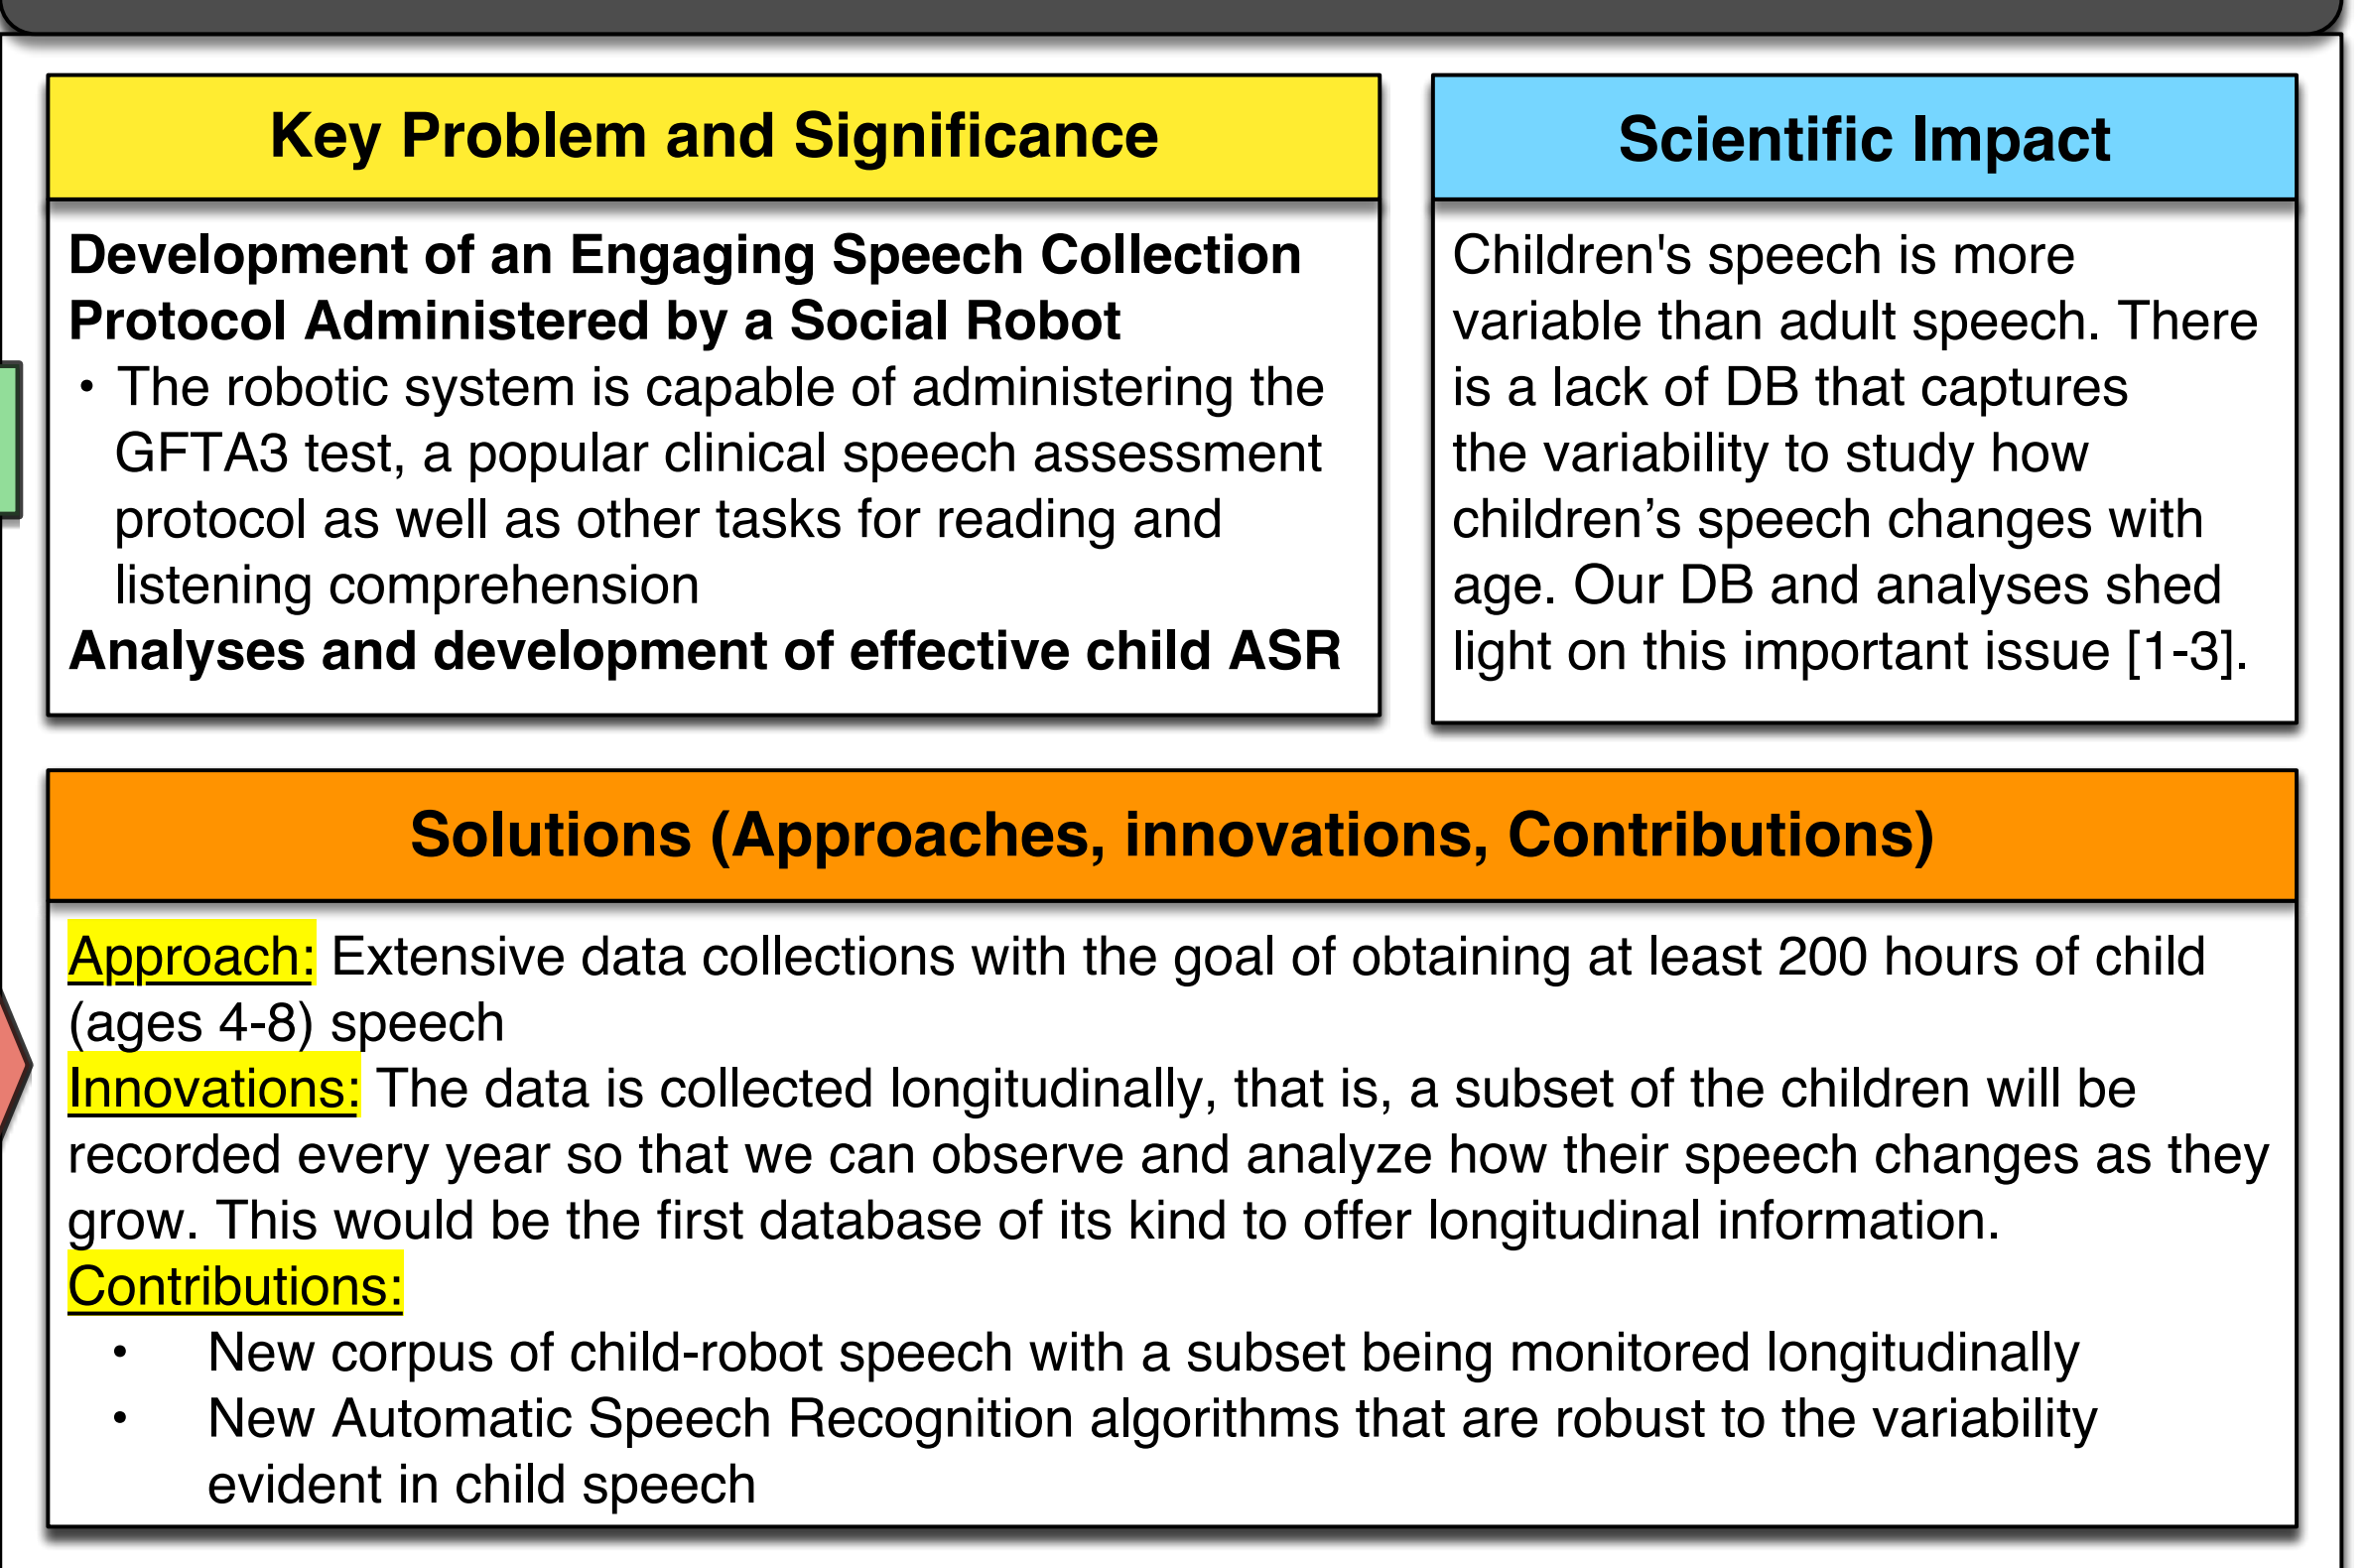 Key Problem and Significance
Development of an Engaging Speech Collection
Protocol Administered by a Social Robot
• The robotic system is capable of administering the
GFTA3 test, a popular clinical speech assessment
protocol as well as other tasks for reading and
listening comprehension
Analyses and development of effective child ASR
Scientific Impact
Children's speech is more
variable than adult speech. There
is a lack of DB that captures
the variability to study how
children’s speech changes with
age. Our DB and analyses shed
light on this important issue [1-3].
Solutions (Approaches, innovations, Contributions)
Approach: Extensive data collections with the goal of obtaining at least 200 hours of child
(ages 4-8) speech
Innovations: The data is collected longitudinally, that is, a subset of the children will be
recorded every year so that we can observe and analyze how their speech changes as they
grow. This would be the first database of its kind to offer longitudinal information.
Contributions:
• New corpus of child-robot speech with a subset being monitored longitudinally
• New Automatic Speech Recognition algorithms that are robust to the variability
evident in child speech